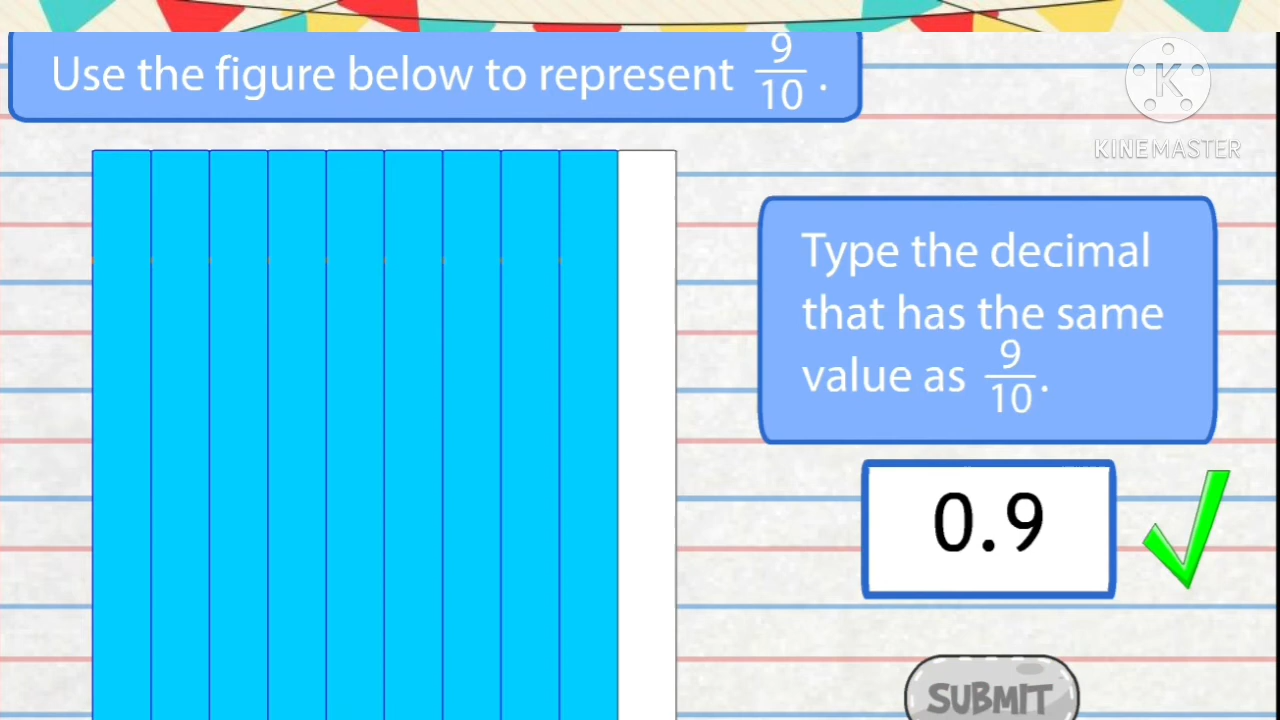 Use the figure below to represent 9/10.
K
KINEMASTER
Type the decimal
that has the same
value as 9/10.
0.9
SUBMIT